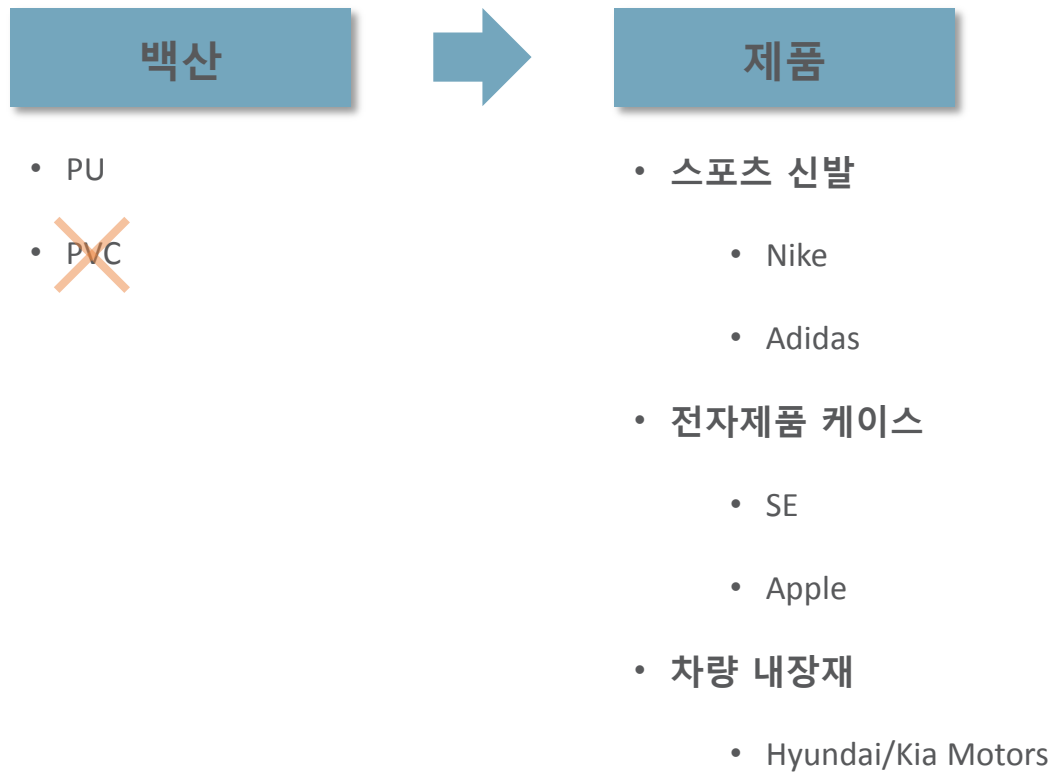 백산
제품
• PU
• PVC
• 스포츠 신발
• Nike
• Adidas
• 전자제품 케이스
• SE
• Apple
• 차량 내장재
• Hyundai/Kia Motors